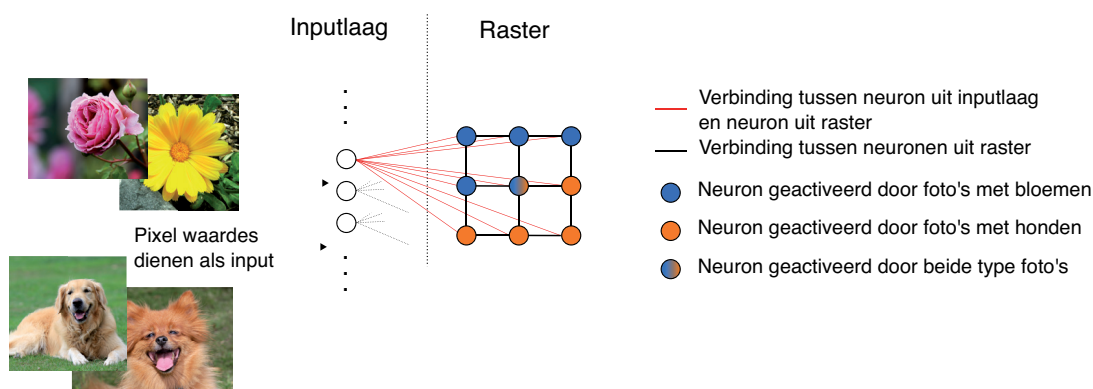 Inputlaag
Raster
Pixel waardes
dienen als input
Verbinding tussen neuron uit inputlaag
en neuron uit raster
Verbinding tussen neuronen uit raster
Neuron geactiveerd door foto's met bloemen
Neuron geactiveerd door foto's met honden
Neuron geactiveerd door beide type foto's